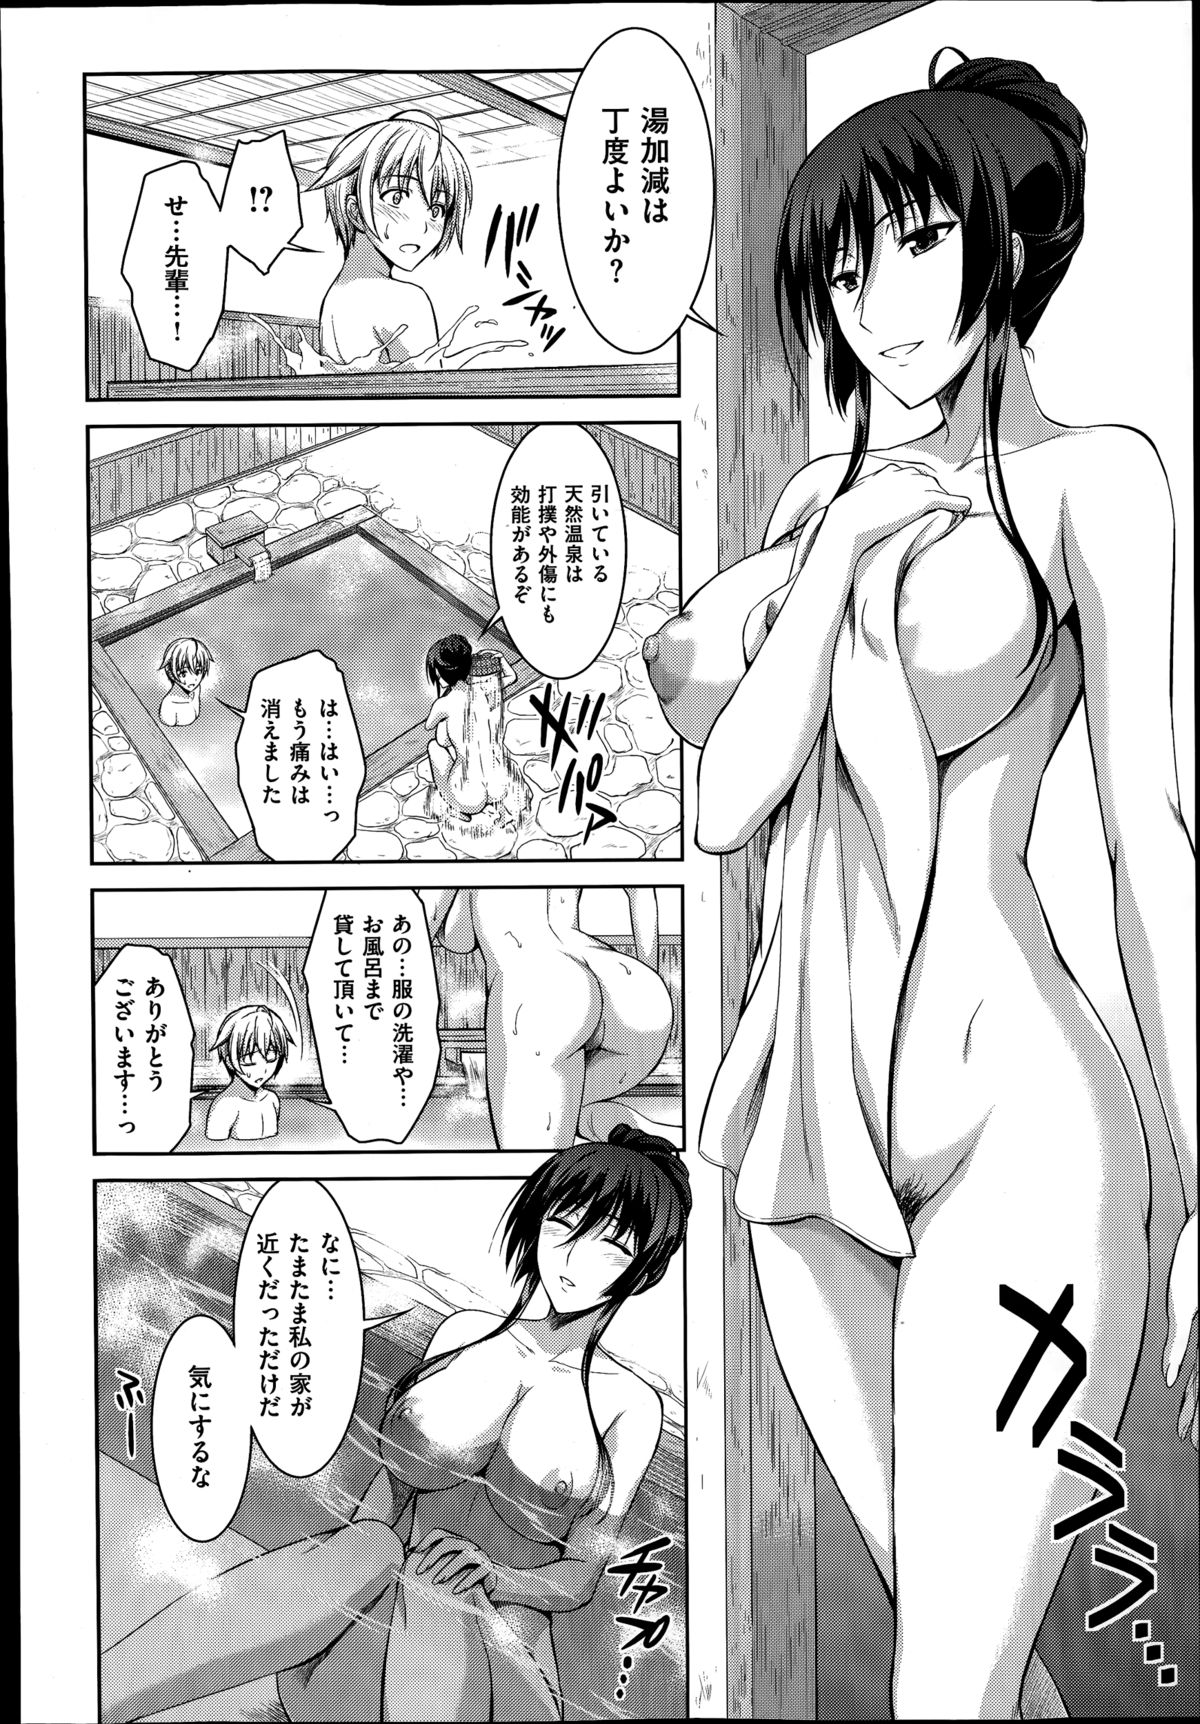 湯加減は
丁度よいか?
ガラララ…
バシャッ
!?
せ…先輩…!
引いている
天然温泉は
打撲や外傷にも
効能があるぞ
ザパァ
は…はい…っ
もう痛みは
消えました
あの…服の洗濯や…
お風呂まで
貸して頂いて…
ありがとう
ございます…っ
なに…
たまたま私の家が
近くだっただけだ
気にするな
チャプ…
ふー